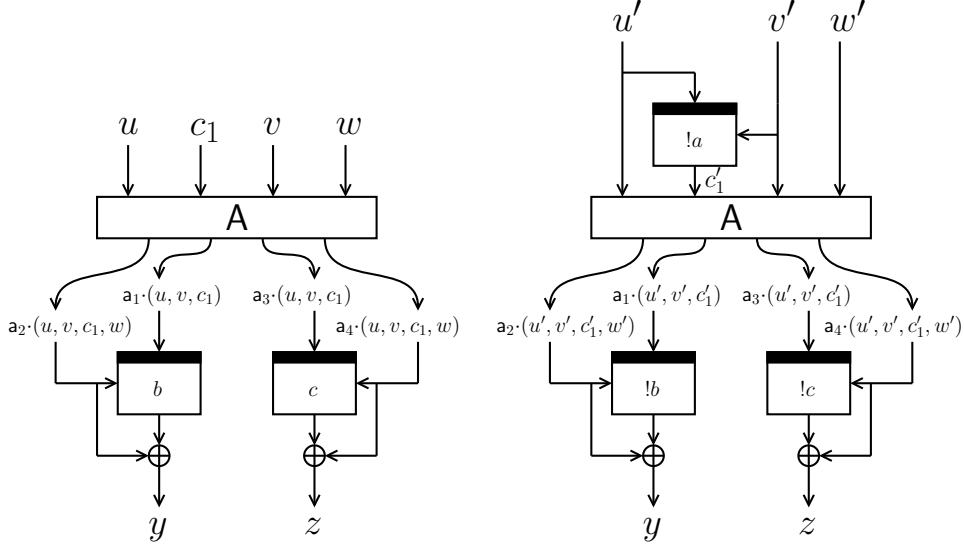 u′ v′ w′
!a
u c₁ v w
c′₁
A A
a₁·(u, v, c₁) a₃·(u, v, c₁) a₁·(u′, v′, c′₁) a₃·(u′, v′, c′₁)
a₂·(u, v, c₁, w) a₄·(u, v, c₁, w) a₂·(u′, v′, c′₁, w′) a₄·(u′, v′, c′₁, w′)
b c !b !c
y z y z